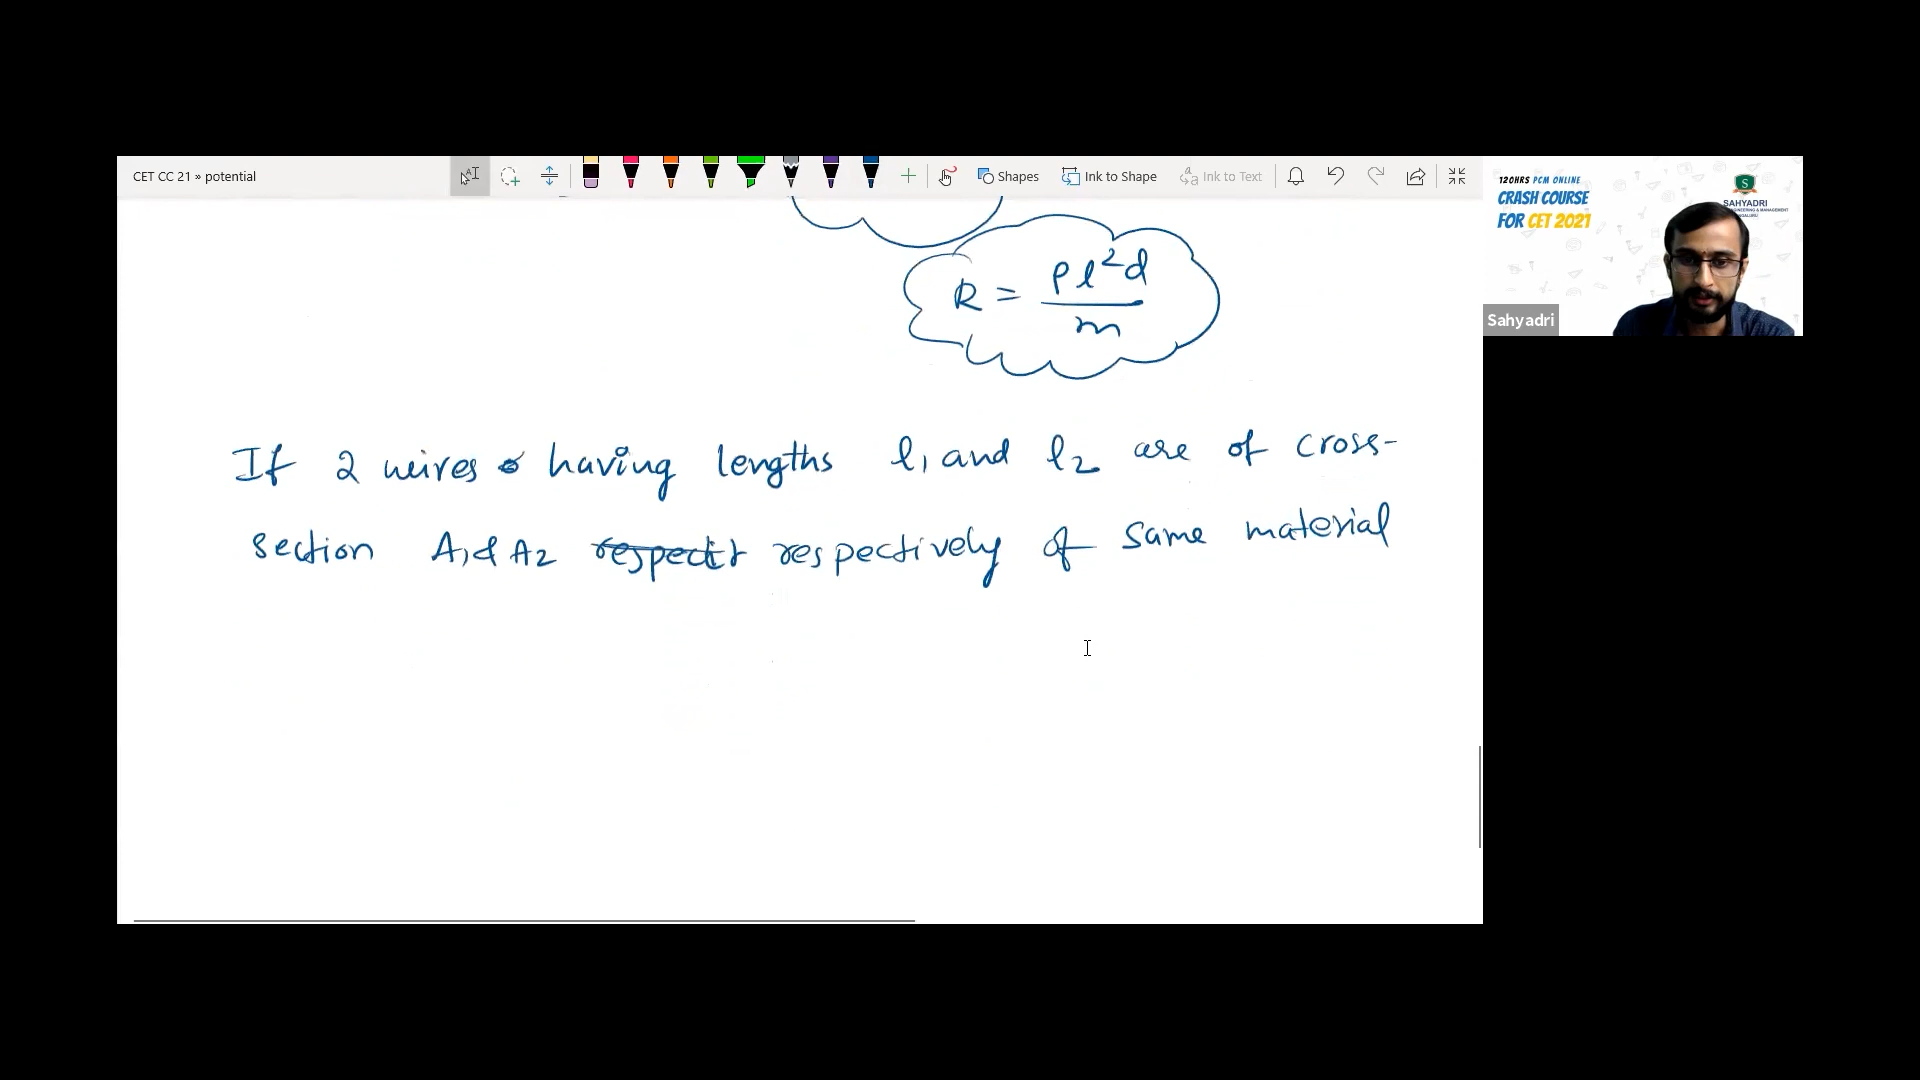 CET CC 21 » potential
Shapes
Ink to Shape
Ink to Text
120HRS PCM ONLINE
CRASH COURSE
FOR CET 2021
S
SAHYADRI
Sahyadri
R = ρl²d / m
If 2 wires having lengths l₁ and l₂ are of cross-
section A₁ & A₂ respect respectively of same material